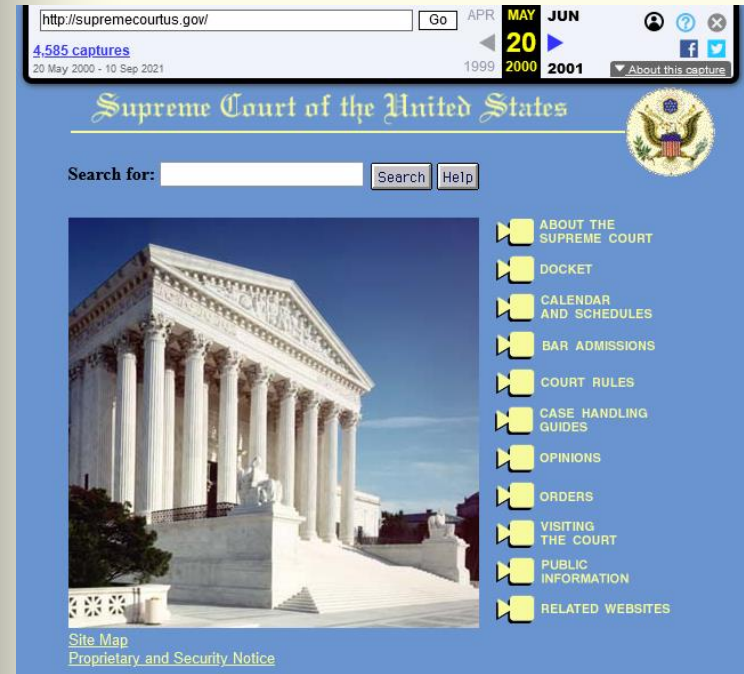 http://supremecourtus.gov/ Go APR MAY JUN
4,585 captures 20
20 May 2000 - 10 Sep 2021 1999 2000 2001 About this capture
Supreme Court of the United States
Search for: Search Help
ABOUT THE
SUPREME COURT
DOCKET
CALENDAR
AND SCHEDULES
BAR ADMISSIONS
COURT RULES
CASE HANDLING
GUIDES
OPINIONS
ORDERS
VISITING
THE COURT
PUBLIC
INFORMATION
RELATED WEBSITES
Site Map
Proprietary and Security Notice